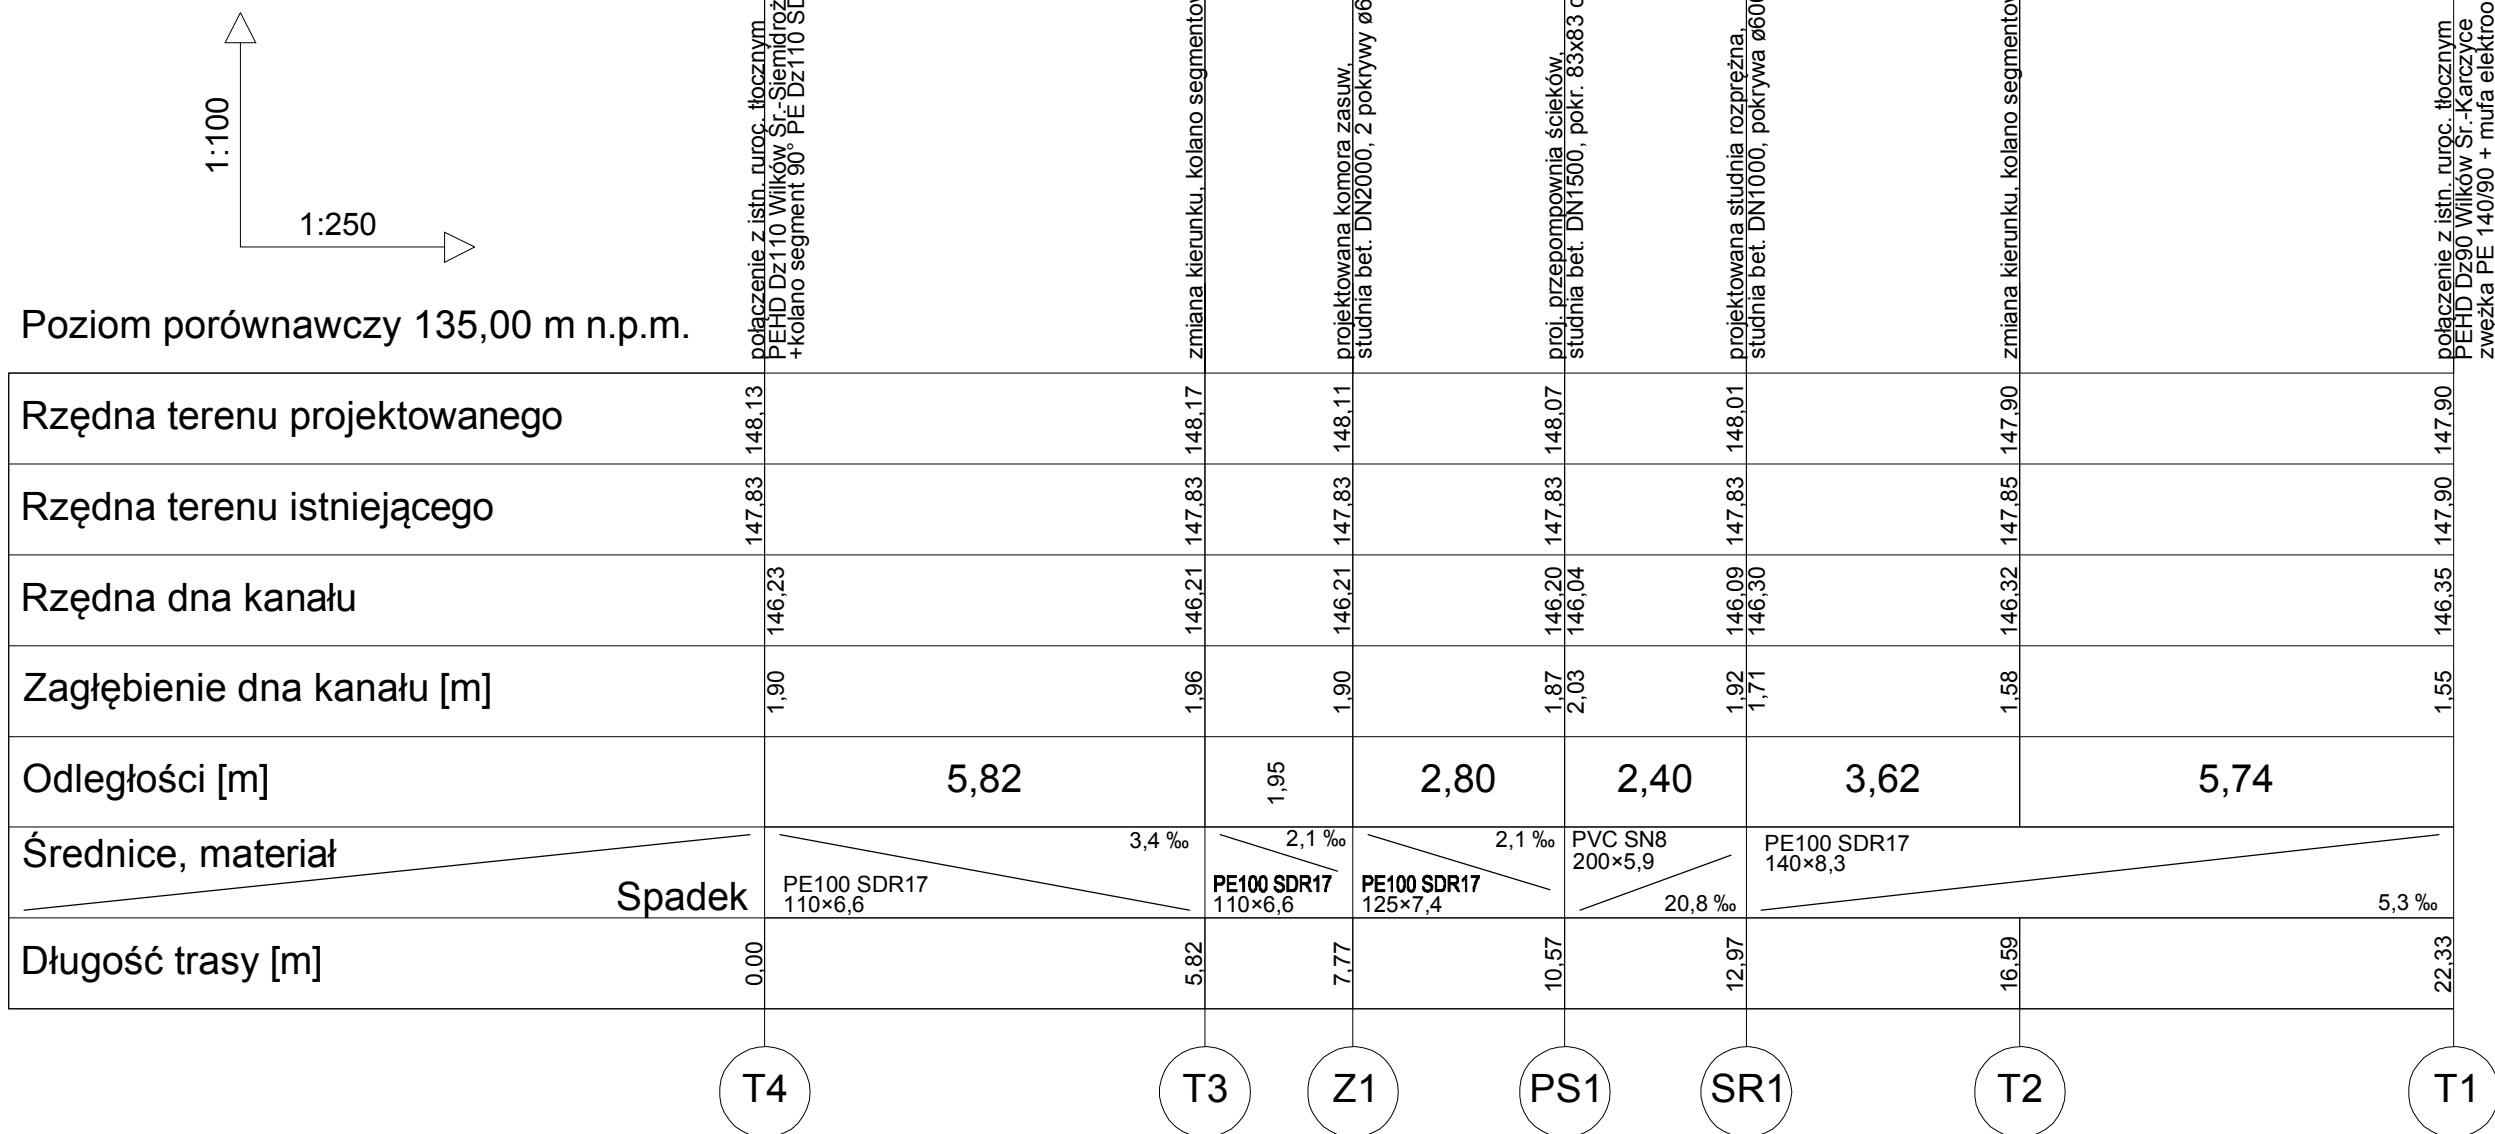 1:100
1:250
połączenie z istn. ruroc. tłocznym
PEHD Dz110 Wilków Śr.-Siemidroż
+kolano segment 90° PE Dz110
zmiana kierunku, kolano
projektowana komora zasuw,
studnia bet. DN2000, 2 pokrywy
proj. przepompownia ścieków,
studnia bet. DN1500, pokr. 83x83
projektowana studnia rozprężna,
studnia bet. DN1000, pokrywa
zmiana kierunku, kolano
połączenie z istn. ruroc. tłocznym
PEHD Dz90 Wilków Śr.-Karczyce
zwężka PE 140/90 + mufa
Poziom porównawczy 135,00 m n.p.m.
Rzędna terenu projektowanego 148,13 148,17 148,11 148,07 148,01 147,90 147,90
Rzędna terenu istniejącego 147,83 147,83 147,83 147,83 147,83 147,85 147,90
Rzędna dna kanału 146,23 146,21 146,21 146,20 146,04 146,09 146,30 146,32 146,35
Zagłębienie dna kanału [m] 1,90 1,96 1,90 1,87 2,03 1,92 1,71 1,58 1,55
Odległości [m] 5,82 1,95 2,80 2,40 3,62 5,74
Średnice, materiał
Spadek
3,4 ‰
PE100 SDR17
110×6,6
2,1 ‰
PE100 SDR17
110×6,6
2,1 ‰
PE100 SDR17
125×7,4
PVC SN8
200×5,9
20,8 ‰
PE100 SDR17
140×8,3
5,3 ‰
Długość trasy [m] 0,00 5,82 7,77 10,57 12,97 16,59 22,33
T4 T3 Z1 PS1 SR1 T2 T1